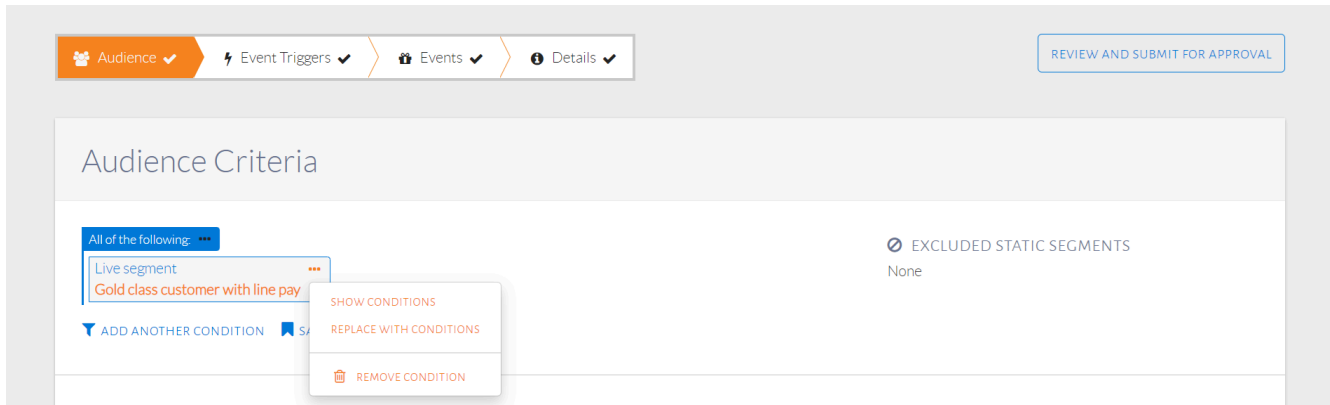 Audience
Event Triggers
Events
Details
REVIEW AND SUBMIT FOR APPROVAL
Audience Criteria
All of the following:
Live segment
Gold class customer with line pay
ADD ANOTHER CONDITION
SHOW CONDITIONS
REPLACE WITH CONDITIONS
REMOVE CONDITION
EXCLUDED STATIC SEGMENTS
None